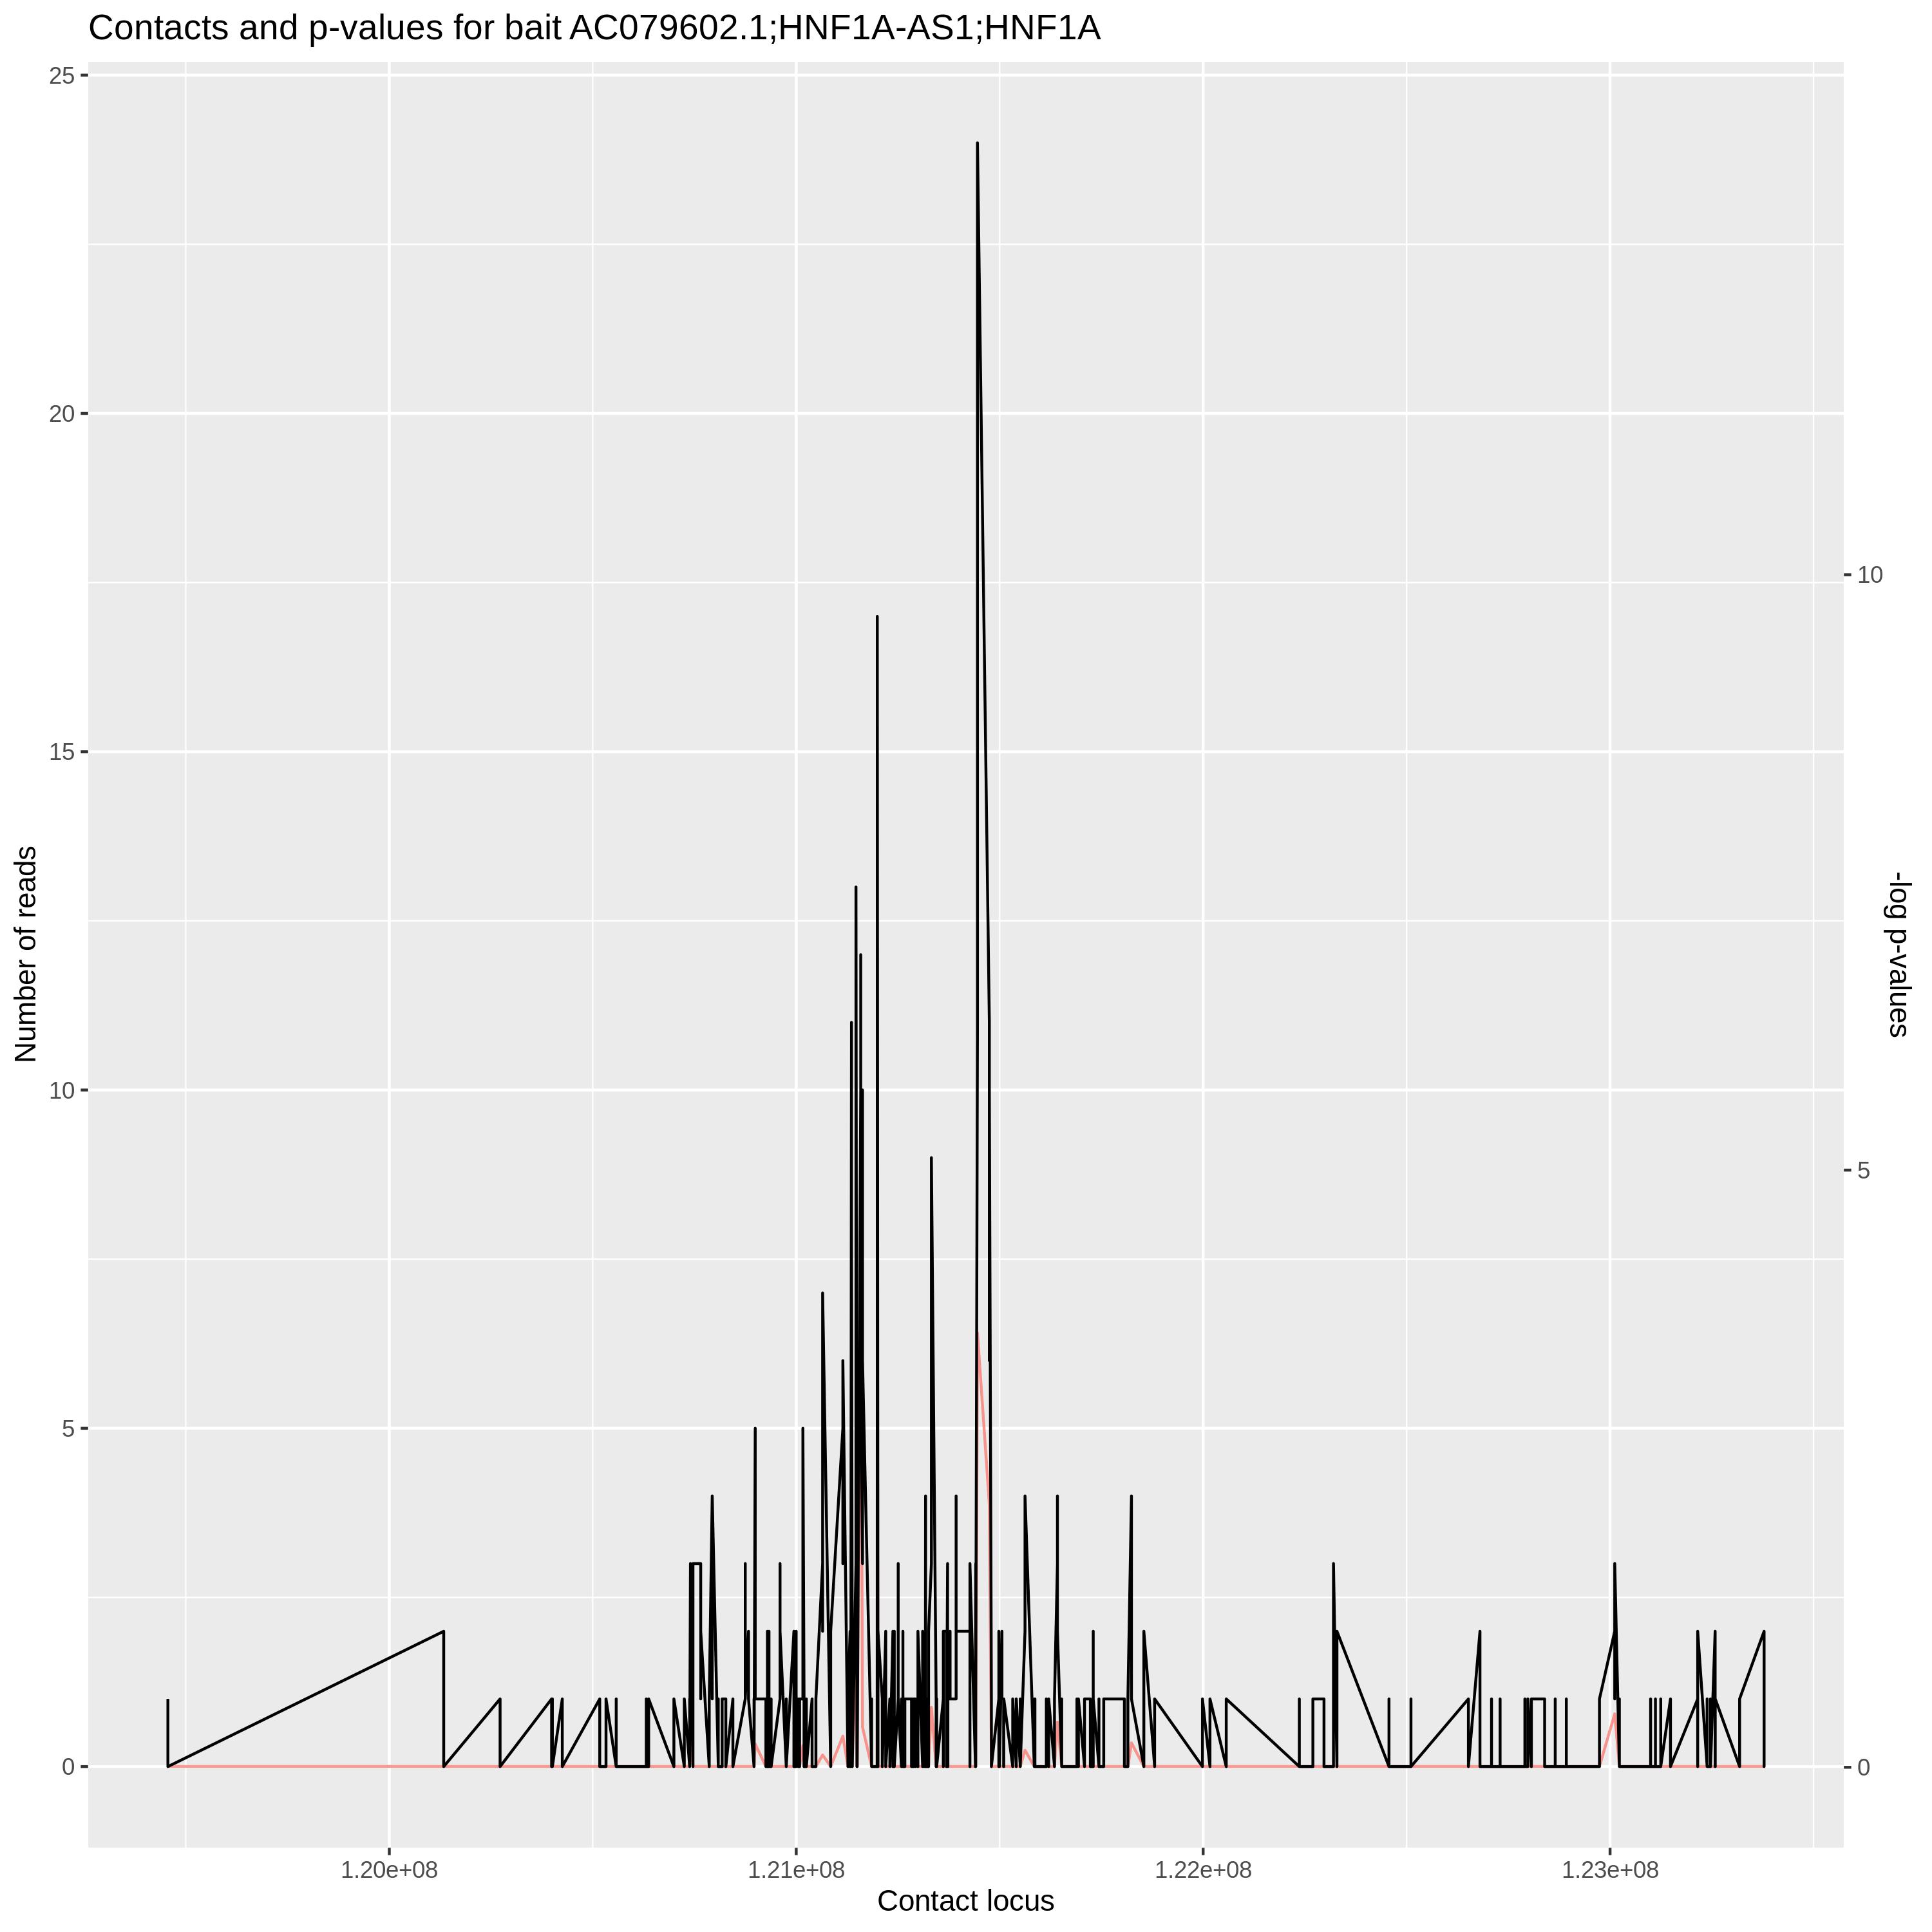 Contacts and p-values for bait AC079602.1;HNF1A-AS1;HNF1A
25
20
15
10
5
0
Number of reads
10
5
0
-log p-values
1.20e+08
1.21e+08
1.22e+08
1.23e+08
Contact locus